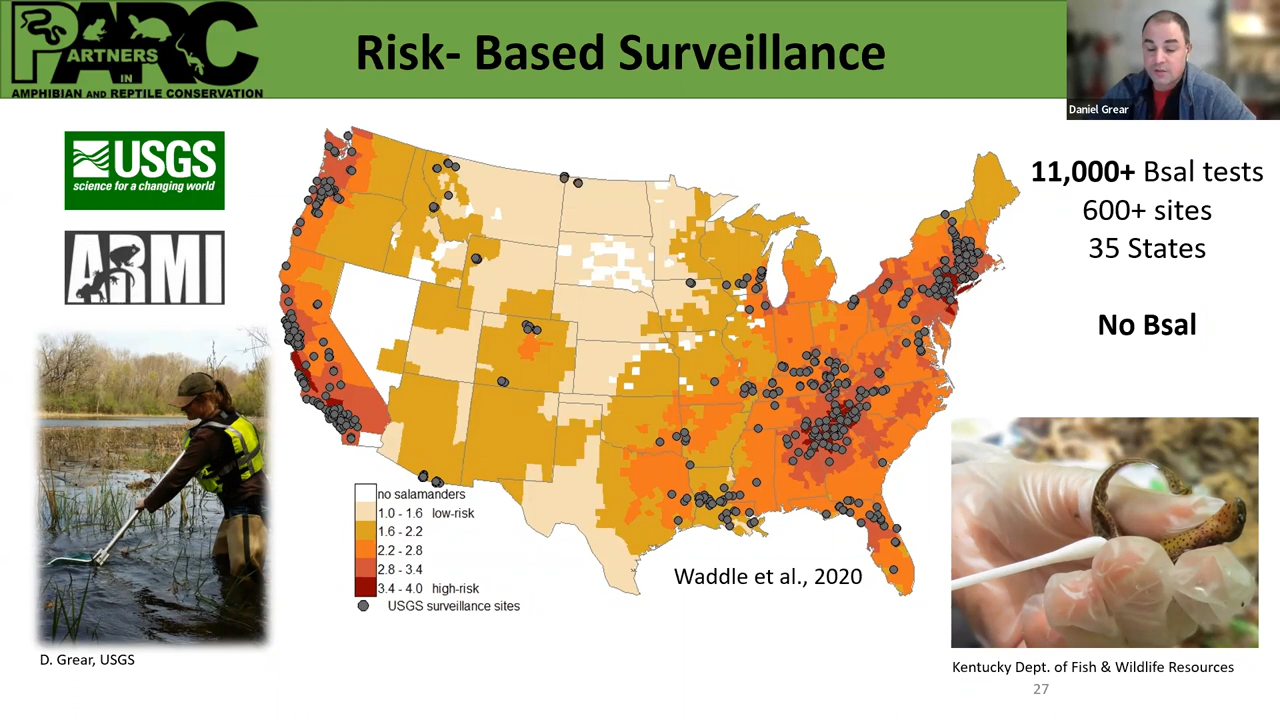 PARC
PARTNERS
IN
AMPHIBIAN AND REPTILE CONSERVATION
Risk- Based Surveillance
Daniel Grear
USGS
science for a changing world
ARMI
11,000+ Bsal tests
600+ sites
35 States
No Bsal
no salamanders
1.0 - 1.6 low-risk
1.6 - 2.2
2.2 - 2.8
2.8 - 3.4
3.4 - 4.0 high-risk
USGS surveillance sites
Waddle et al., 2020
D. Grear, USGS
Kentucky Dept. of Fish & Wildlife Resources
27